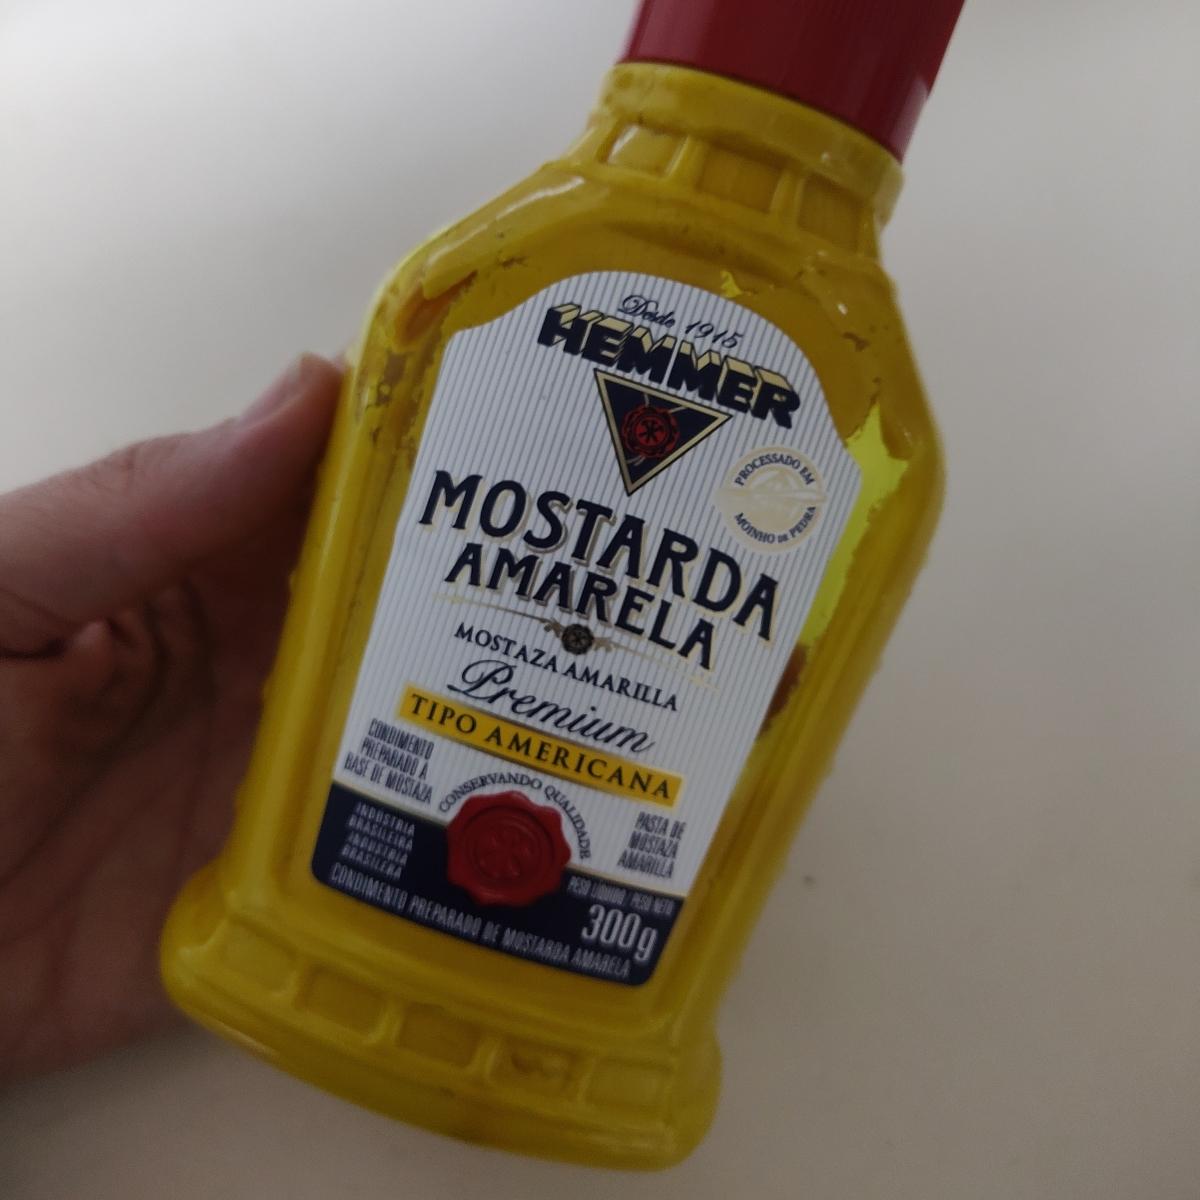 Desde 1915
HEMMER
PROCESSADO EM
MOINHO DE PEDRA
MOSTARDA
AMARELA
MOSTAZA AMARILLA
Premium
TIPO AMERICANA
CONDIMENTO
PREPARADO A
BASE DE MOSTAZA
CONSERVANDO QUALIDADE
PASTA DE
MOSTAZA
AMARILLA
INDÚSTRIA
BRASILEIRA
INDUSTRIA
BRASILEÑA
PESO LÍQUIDO / PESO NETO
300g
CONDIMENTO PREPARADO DE MOSTARDA AMARELA